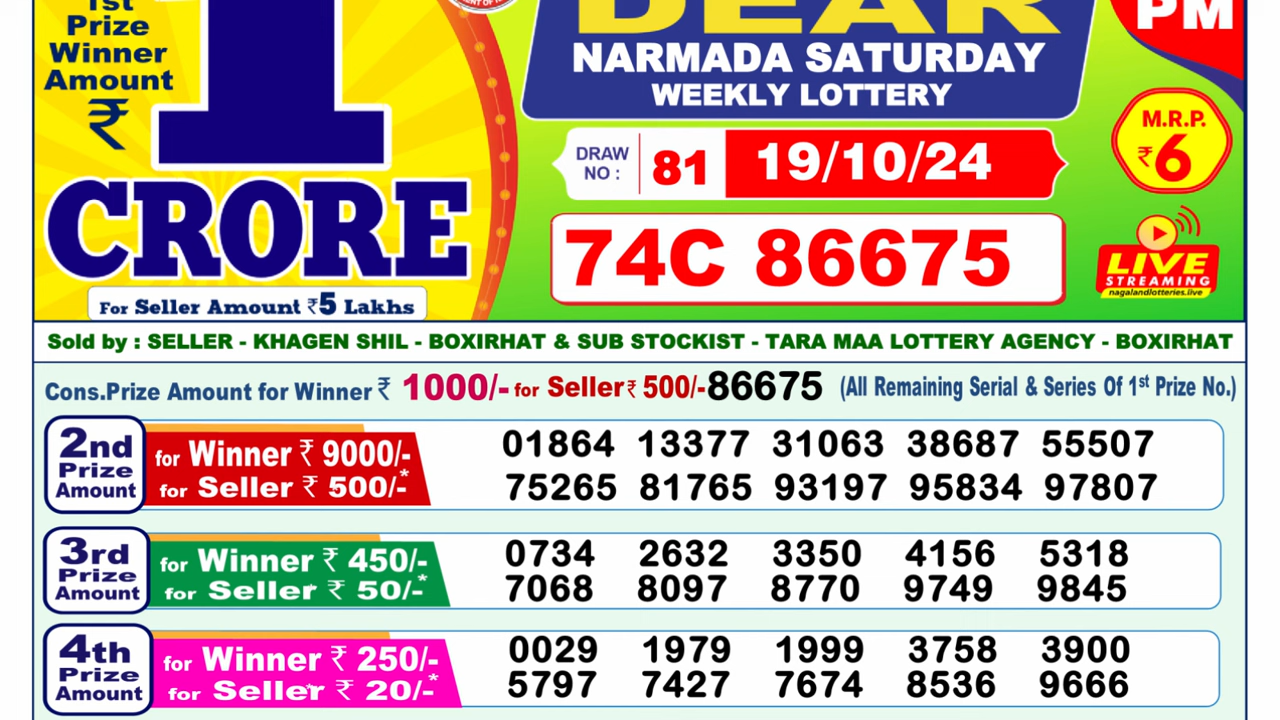 1st
Prize
Winner
Amount
₹
1
CRORE
For Seller Amount ₹5 Lakhs
DEAR
NARMADA SATURDAY
WEEKLY LOTTERY
PM
DRAW NO : 81 19/10/24
M.R.P.
₹6
74C 86675
LIVE
STREAMING
nagalandlotteries.live
Sold by : SELLER - KHAGEN SHIL - BOXIRHAT & SUB STOCKIST - TARA MAA LOTTERY AGENCY - BOXIRHAT
Cons.Prize Amount for Winner ₹ 1000/- for Seller ₹ 500/- 86675 (All Remaining Serial & Series Of 1st Prize No.)
2nd
Prize
Amount
for Winner ₹ 9000/-
for Seller ₹ 500/-*
01864 13377 31063 38687 55507
75265 81765 93197 95834 97807
3rd
Prize
Amount
for Winner ₹ 450/-
for Seller ₹ 50/-*
0734 2632 3350 4156 5318
7068 8097 8770 9749 9845
4th
Prize
Amount
for Winner ₹ 250/-
for Seller ₹ 20/-*
0029 1979 1999 3758 3900
5797 7427 7674 8536 9666